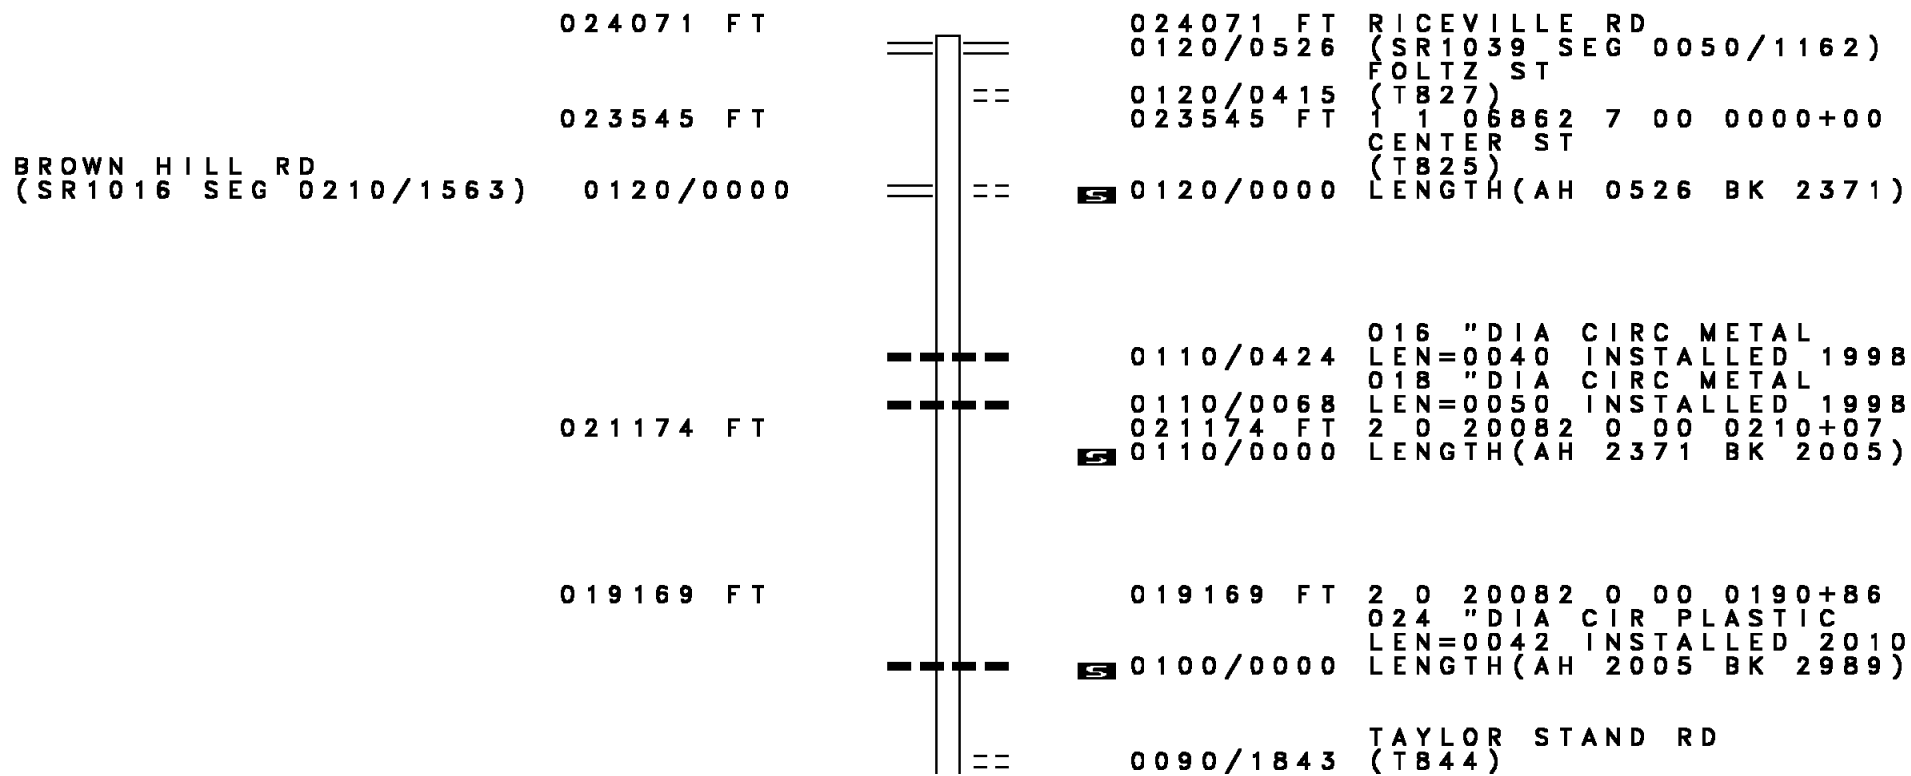 024071 FT 024071 FT RICEVILLE RD
0120/0526 (SR1039 SEG 0050/1162)
FOLTZ ST
0120/0415 (T827)
023545 FT 023545 FT 1 1 06862 7 00 0000+00
CENTER ST
BROWN HILL RD (T825)
(SR1016 SEG 0210/1563) 0120/0000 S 0120/0000 LENGTH(AH 0526 BK 2371)
016 "DIA CIRC METAL
0110/0424 LEN=0040 INSTALLED 1998
018 "DIA CIRC METAL
0110/0068 LEN=0050 INSTALLED 1998
021174 FT 021174 FT 2 0 20082 0 00 0210+07
S 0110/0000 LENGTH(AH 2371 BK 2005)
019169 FT 019169 FT 2 0 20082 0 00 0190+86
024 "DIA CIR PLASTIC
LEN=0042 INSTALLED 2010
S 0100/0000 LENGTH(AH 2005 BK 2989)
TAYLOR STAND RD
0090/1843 (T844)